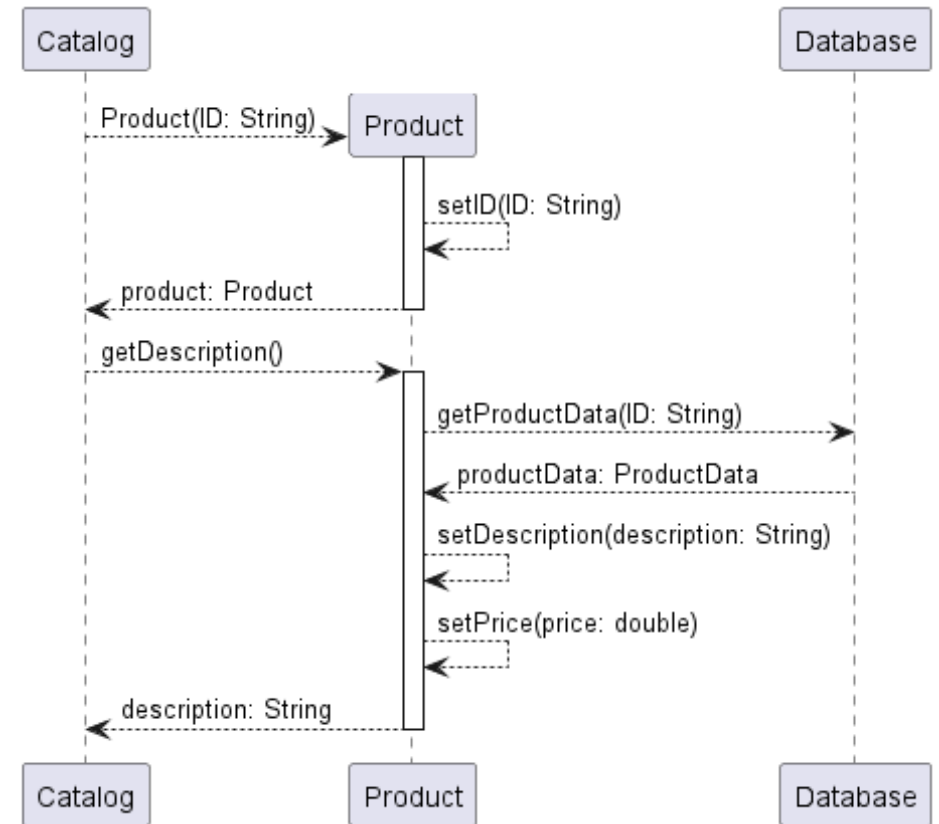 Catalog
Database
Product(ID: String)
Product
setID(ID: String)
product: Product
getDescription()
getProductData(ID: String)
productData: ProductData
setDescription(description: String)
setPrice(price: double)
description: String
Catalog
Product
Database